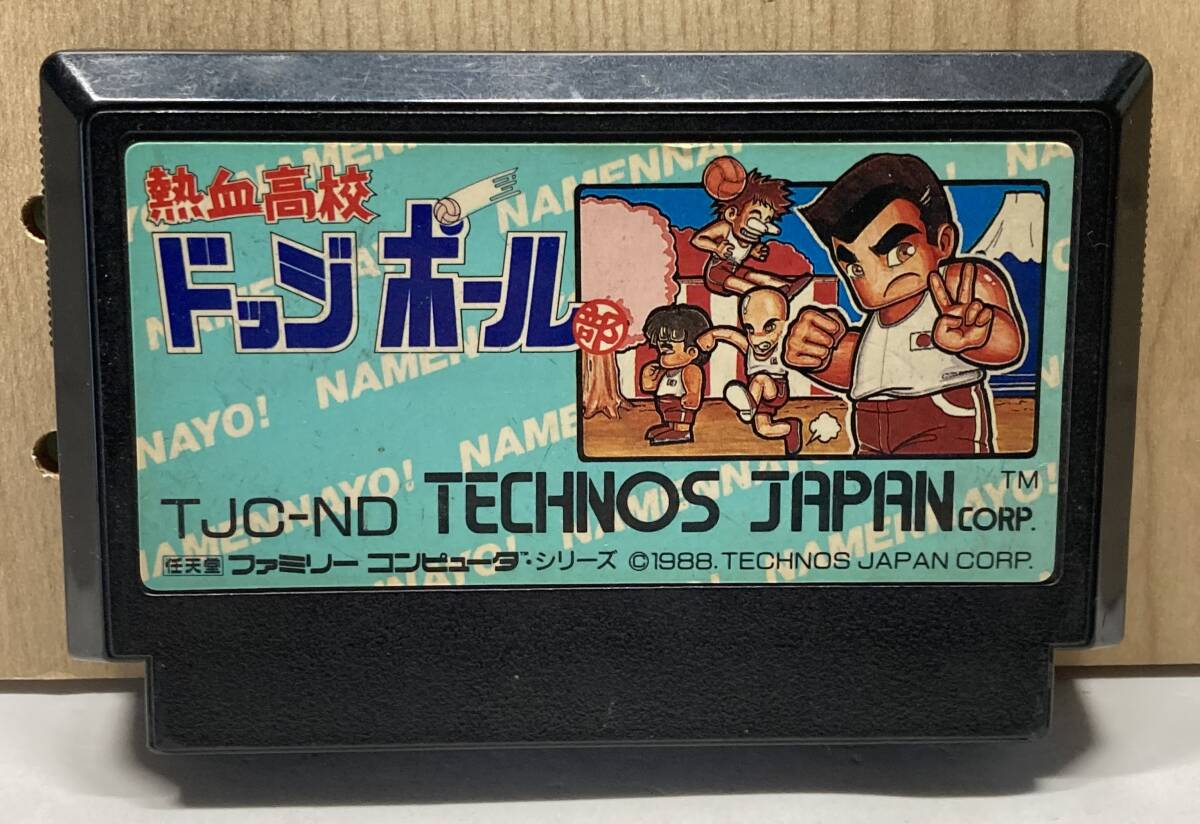 熱血高校
ドッジボール部
NAMENNAYO!
TJC-ND TECHNOS JAPAN CORP. TM
任天堂 ファミリー コンピュータ・シリーズ ©1988. TECHNOS JAPAN CORP.